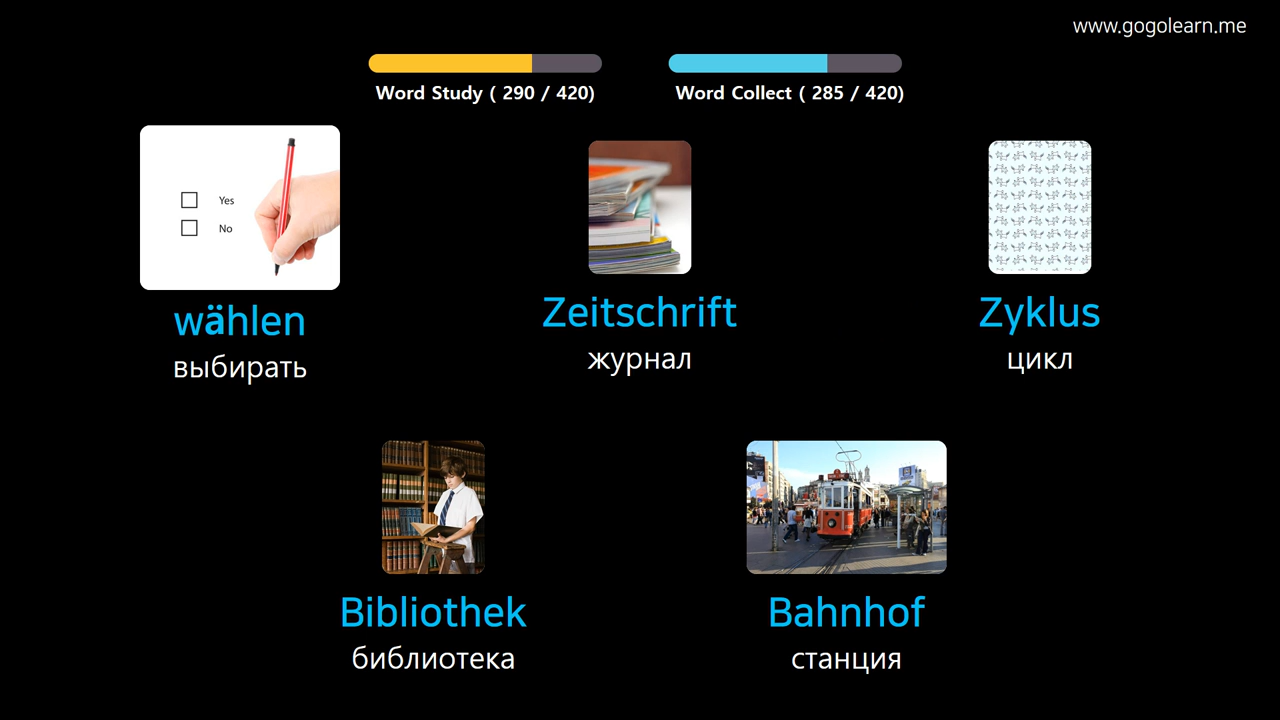 www.gogolearn.me
Word Study ( 290 / 420)
Word Collect ( 285 / 420)
Yes
No
wählen
выбирать
Zeitschrift
журнал
Zyklus
цикл
Bibliothek
библиотека
Bahnhof
станция